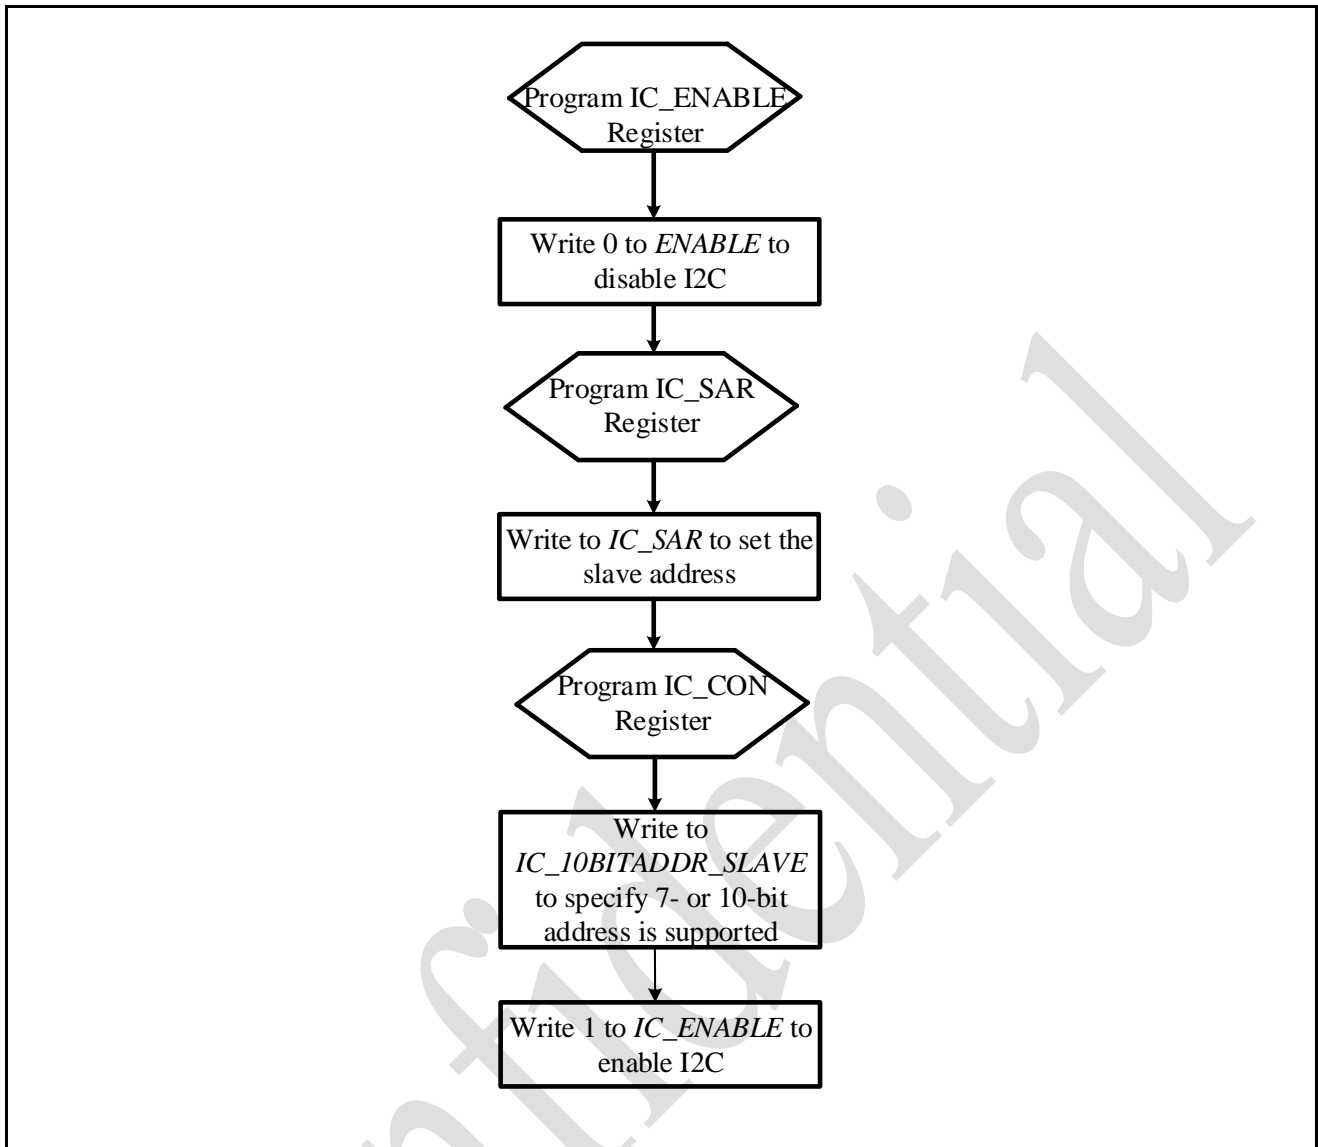 Program IC_ENABLE
Register
Write 0 to ENABLE to
disable I2C
Program IC_SAR
Register
Write to IC_SAR to set the
slave address
Program IC_CON
Register
Write to
IC_10BITADDR_SLAVE
to specify 7- or 10-bit
address is supported
Write 1 to IC_ENABLE to
enable I2C
nfidential